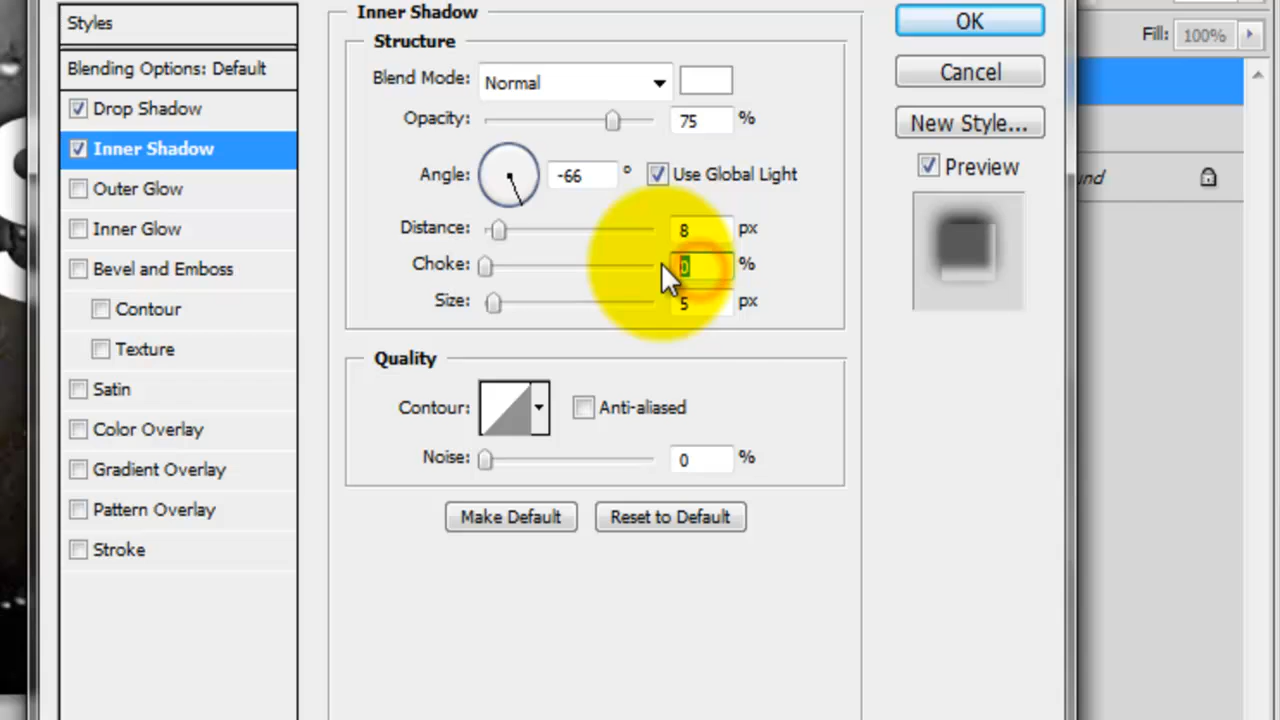 Inner Shadow
Styles
Structure
OK
Fill: 100%
Blending Options: Default
Blend Mode: Normal
Cancel
Drop Shadow
Opacity: 75 %
New Style...
Inner Shadow
Angle: -66 ° Use Global Light
Preview
Outer Glow
Inner Glow
Distance: 8 px
Bevel and Emboss
Choke: 0 %
Contour
Size: 5 px
Texture
Quality
Satin
Contour: Anti-aliased
Color Overlay
Noise: 0 %
Gradient Overlay
Pattern Overlay
Make Default Reset to Default
Stroke